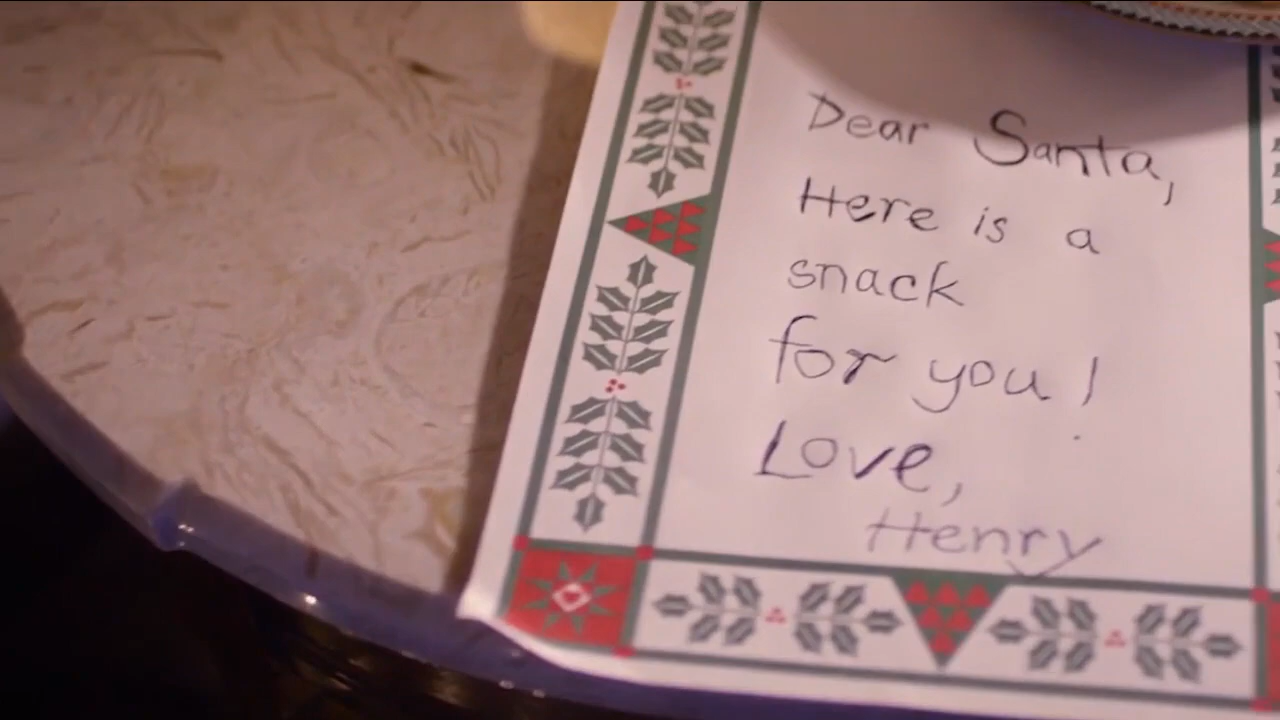 Dear Santa,
Here is a
snack
for you!
Love,
Henry